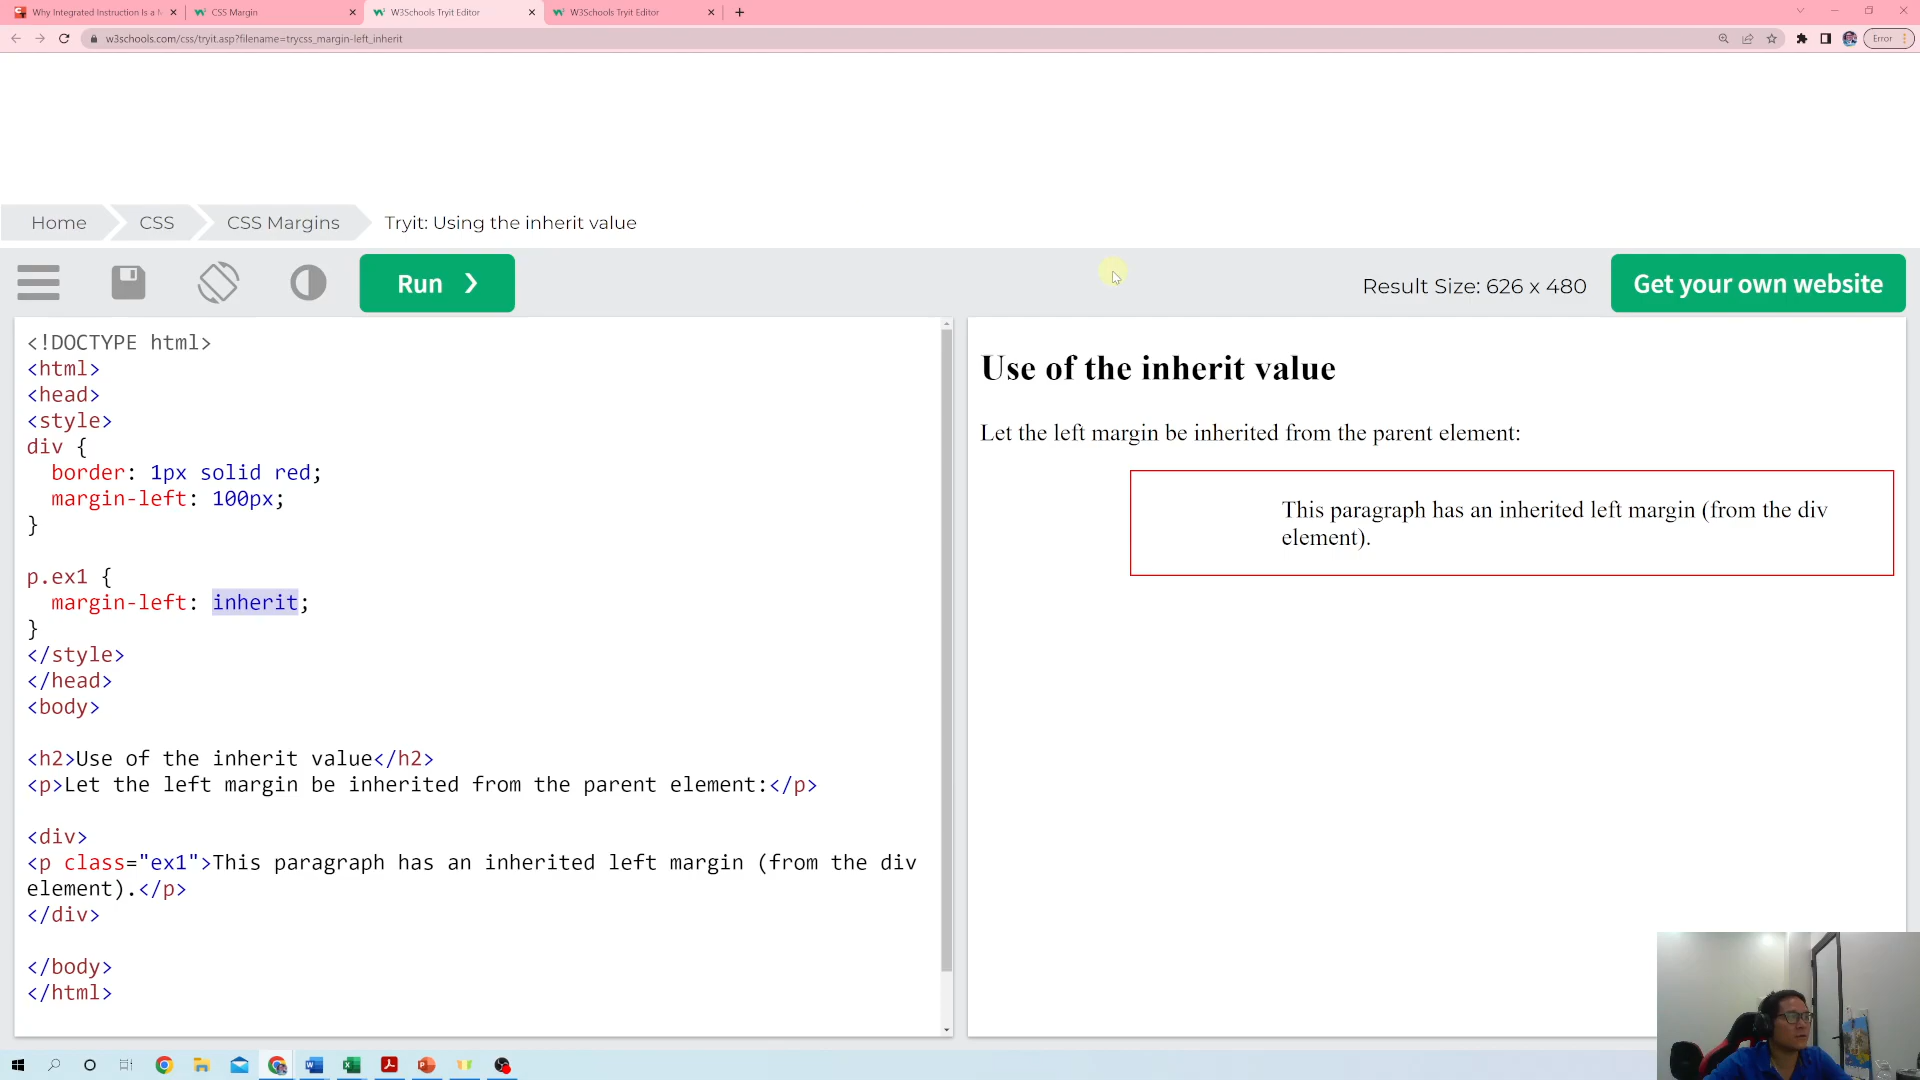 Why Integrated Instruction Is a M
CSS Margin
W3Schools Tryit Editor
W3Schools Tryit Editor
w3schools.com/css/tryit.asp?filename=trycss_margin-left_inherit
Error
Home
CSS
CSS Margins
Tryit: Using the inherit value
Run ❯
Result Size: 626 x 480
Get your own website
<!DOCTYPE html>
<html>
<head>
<style>
div {
  border: 1px solid red;
  margin-left: 100px;
}
p.ex1 {
  margin-left: inherit;
}
</style>
</head>
<body>
<h2>Use of the inherit value</h2>
<p>Let the left margin be inherited from the parent element:</p>
<div>
<p class="ex1">This paragraph has an inherited left margin (from the div
element).</p>
</div>
</body>
</html>
Use of the inherit value
Let the left margin be inherited from the parent element:
This paragraph has an inherited left margin (from the div
element).